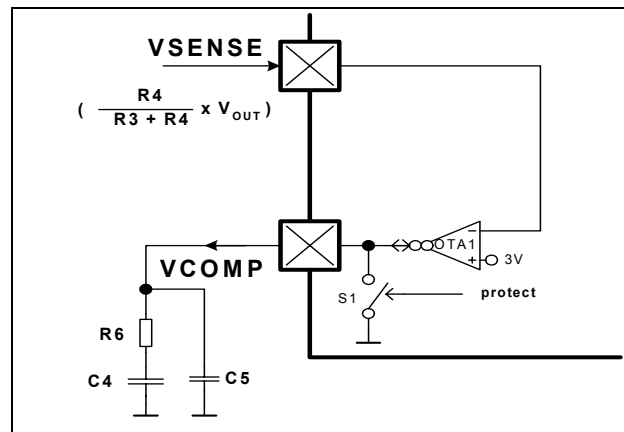 VSENSE
( R4
R3 + R4 x VOUT )
− OTA1
+ 3V
VCOMP
S1
protect
R6
C4
C5